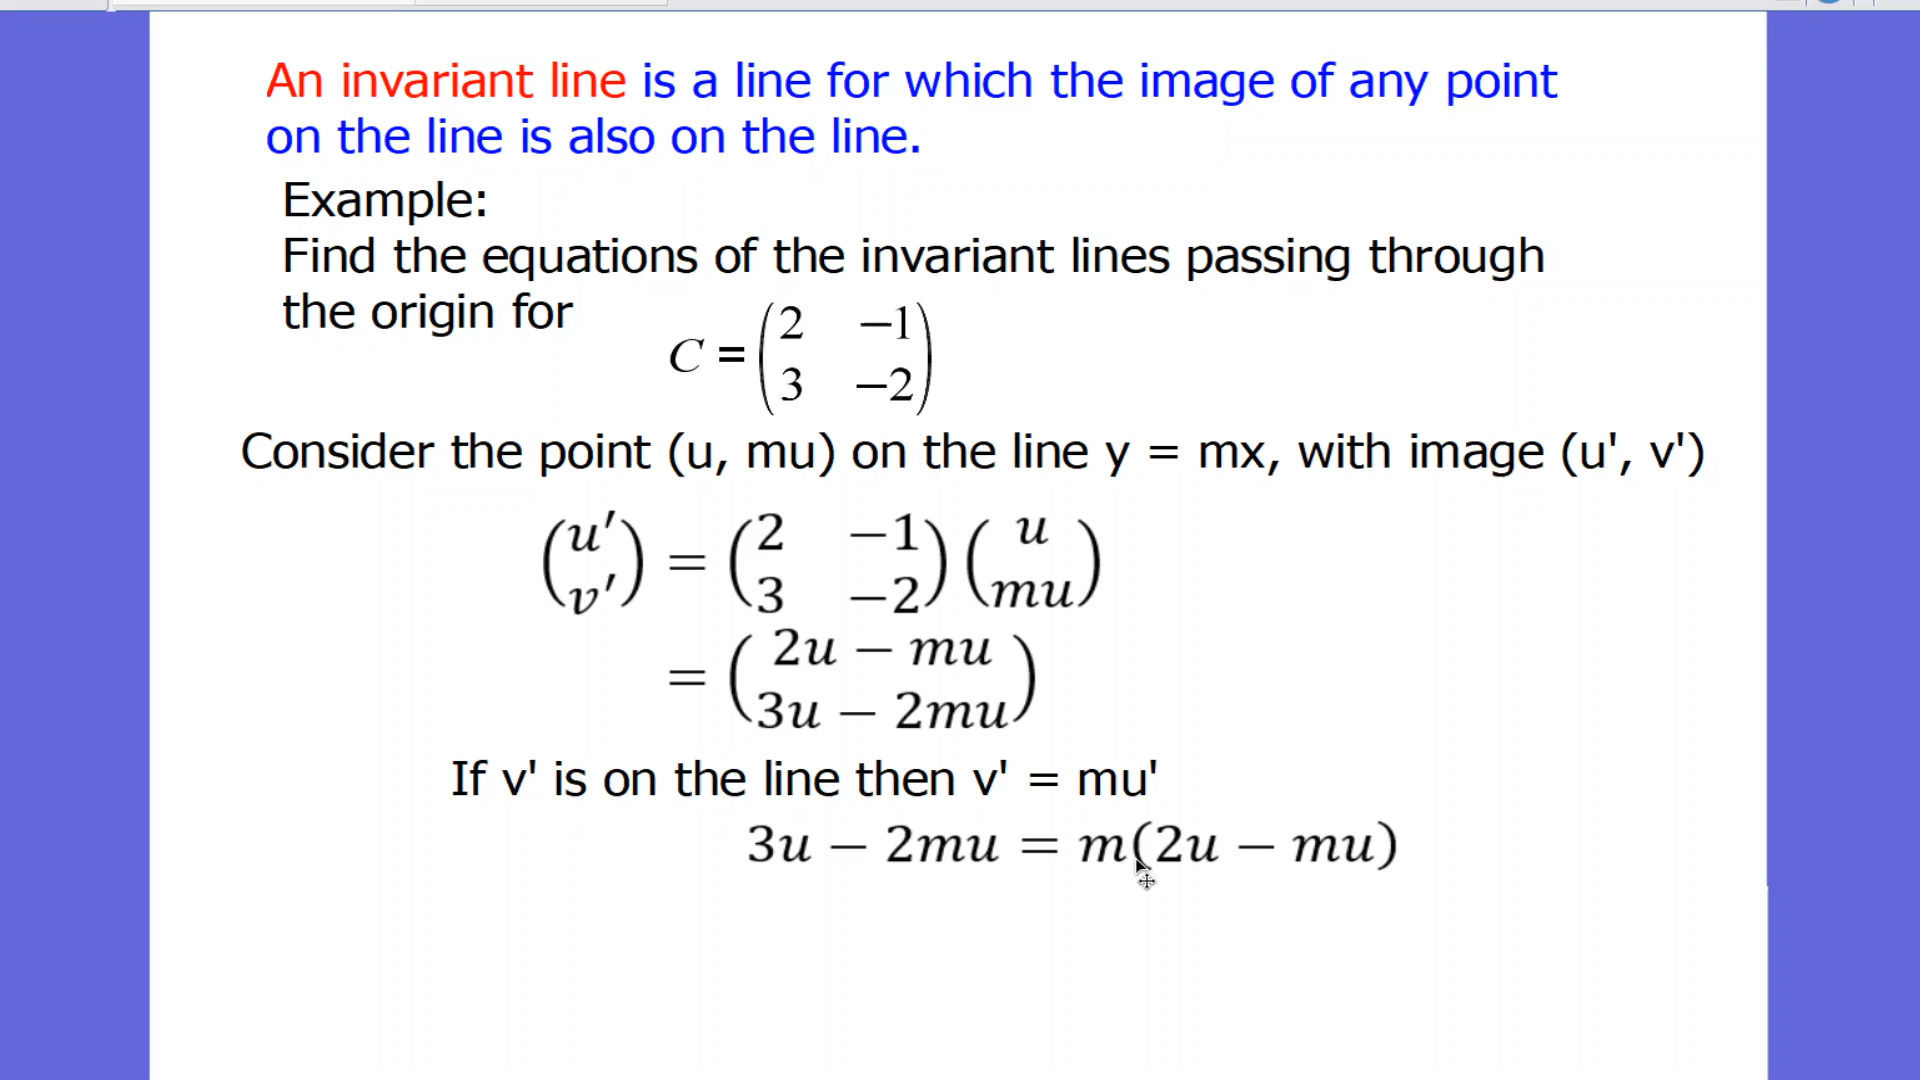 An invariant line is a line for which the image of any point
on the line is also on the line.
Example:
Find the equations of the invariant lines passing through
the origin for
C = (2 −1
3 −2)
Consider the point (u, mu) on the line y = mx, with image (u', v')
(u′ v′) = (2 −1 3 −2)(u mu)
= (2u − mu 3u − 2mu)
If v' is on the line then v' = mu'
3u − 2mu = m(2u − mu)